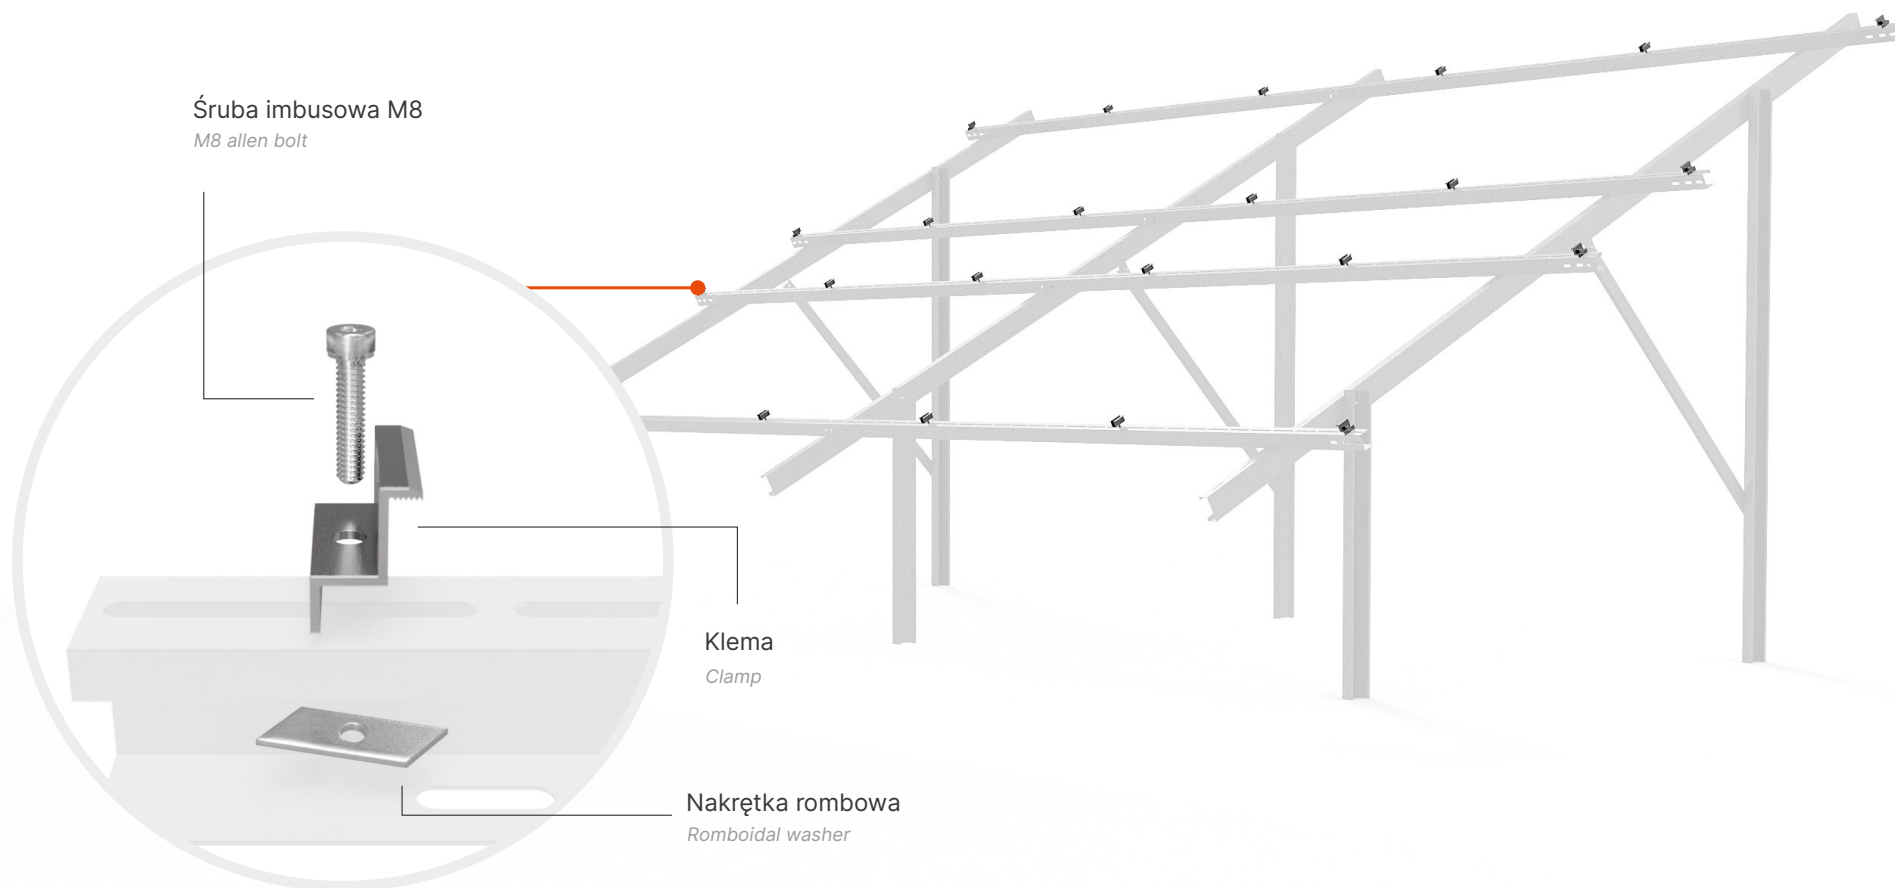 Śruba imbusowa M8
M8 allen bolt
Klema
Clamp
Nakrętka rombowa
Romboidal washer